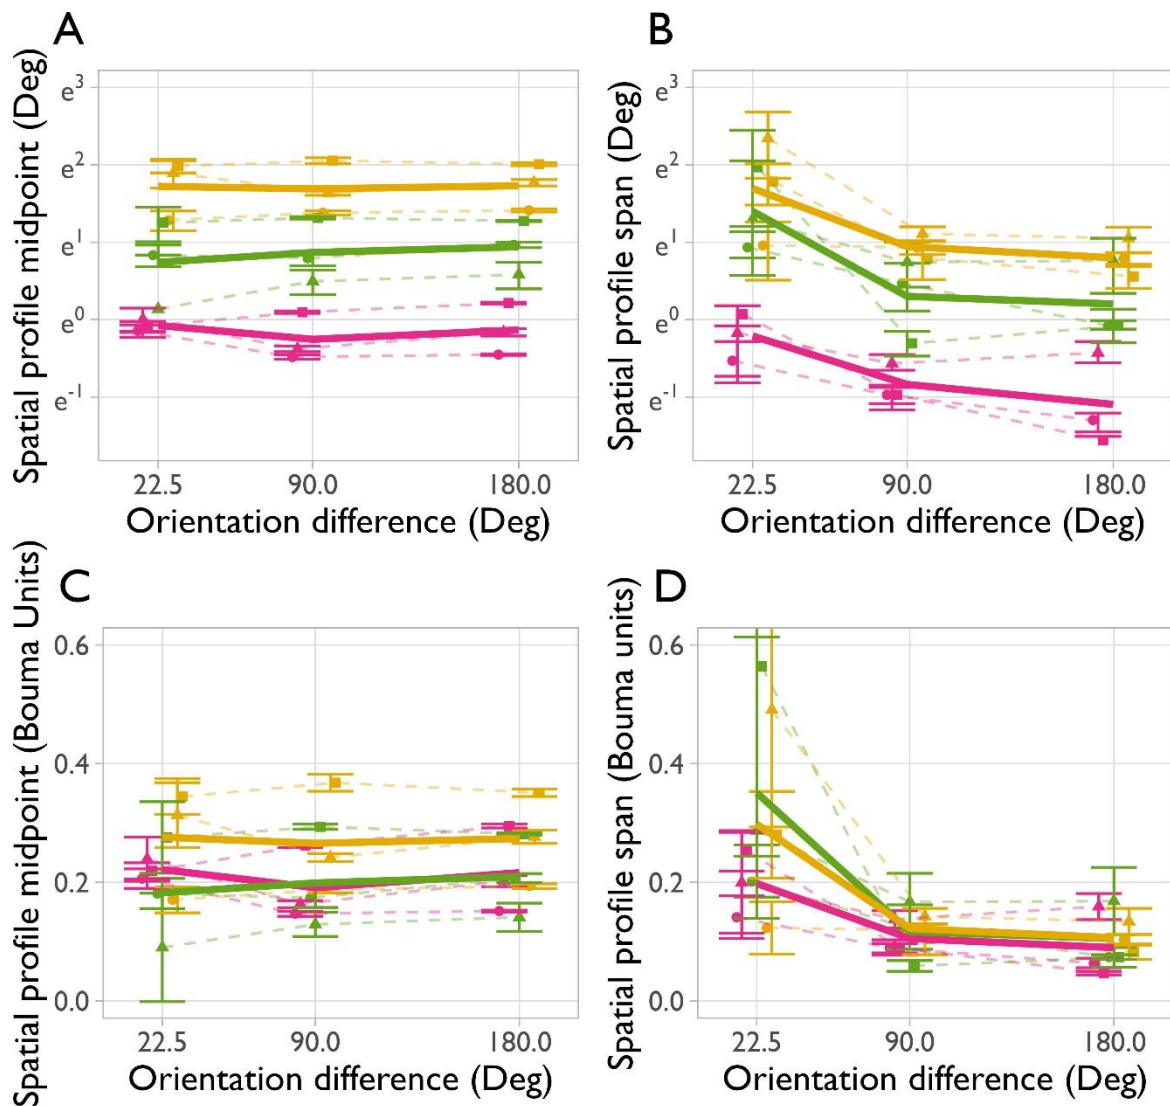 A
Spatial profile midpoint (Deg)
e3
e2
e1
e0
e-1
22.5 90.0 180.0
Orientation difference (Deg)
B
Spatial profile span (Deg)
e3
e2
e1
e0
e-1
22.5 90.0 180.0
Orientation difference (Deg)
C
Spatial profile midpoint (Bouma Units)
0.6
0.4
0.2
0.0
22.5 90.0 180.0
Orientation difference (Deg)
D
Spatial profile span (Bouma units)
0.6
0.4
0.2
0.0
22.5 90.0 180.0
Orientation difference (Deg)